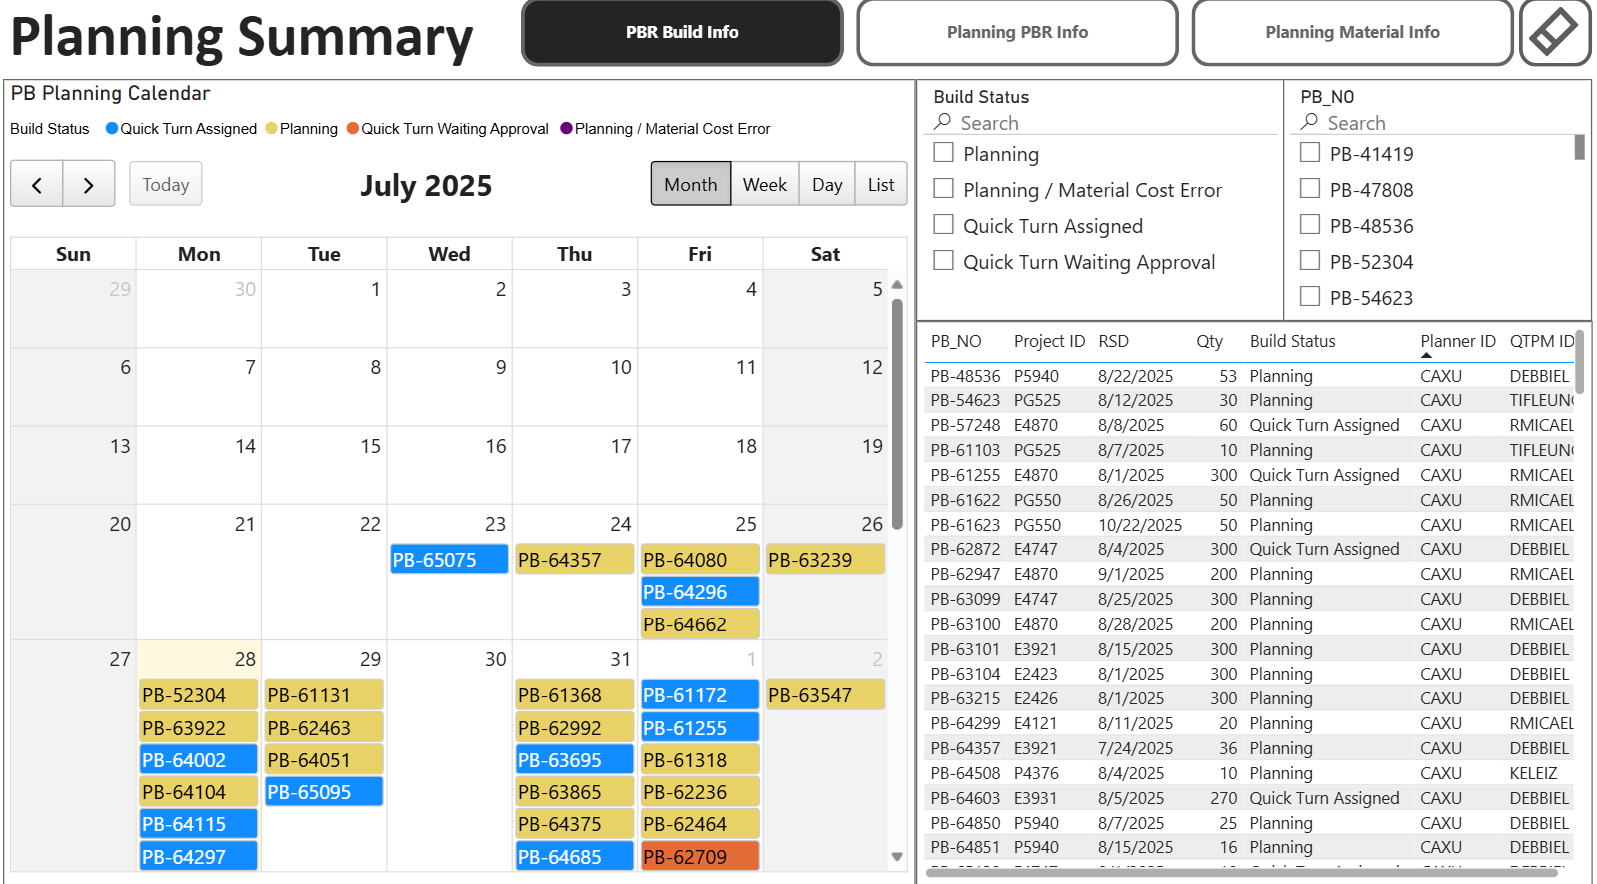 Planning Summary
PBR Build Info
Planning PBR Info
Planning Material Info
PB Planning Calendar
Build Status Quick Turn Assigned Planning Quick Turn Waiting Approval Planning / Material Cost Error
Today
July 2025
Month Week Day List
Sun Mon Tue Wed Thu Fri Sat
29 30 1 2 3 4 5
6 7 8 9 10 11 12
13 14 15 16 17 18 19
20 21 22 23 24 25 26
PB-65075 PB-64357 PB-64080 PB-63239
PB-64296
PB-64662
27 28 29 30 31 1 2
PB-52304 PB-61131 PB-61368 PB-61172 PB-63547
PB-63922 PB-62463 PB-62992 PB-61255
PB-64002 PB-64051 PB-63695 PB-61318
PB-64104 PB-65095 PB-63865 PB-62236
PB-64115 PB-64375 PB-62464
PB-64297 PB-64685 PB-62709
Build Status
Search
Planning
Planning / Material Cost Error
Quick Turn Assigned
Quick Turn Waiting Approval
PB_NO
Search
PB-41419
PB-47808
PB-48536
PB-52304
PB-54623
PB_NO Project ID RSD Qty Build Status Planner ID QTPM ID
PB-48536 P5940 8/22/2025 53 Planning CAXU DEBBIEL
PB-54623 PG525 8/12/2025 30 Planning CAXU TIFLEUNG
PB-57248 E4870 8/8/2025 60 Quick Turn Assigned CAXU RMICAEL
PB-61103 PG525 8/7/2025 10 Planning CAXU TIFLEUNG
PB-61255 E4870 8/1/2025 300 Quick Turn Assigned CAXU RMICAEL
PB-61622 PG550 8/26/2025 50 Planning CAXU RMICAEL
PB-61623 PG550 10/22/2025 50 Planning CAXU RMICAEL
PB-62872 E4747 8/4/2025 300 Quick Turn Assigned CAXU DEBBIEL
PB-62947 E4870 9/1/2025 200 Planning CAXU RMICAEL
PB-63099 E4747 8/25/2025 300 Planning CAXU DEBBIEL
PB-63100 E4870 8/28/2025 200 Planning CAXU RMICAEL
PB-63101 E3921 8/15/2025 300 Planning CAXU DEBBIEL
PB-63104 E2423 8/1/2025 300 Planning CAXU DEBBIEL
PB-63215 E2426 8/1/2025 300 Planning CAXU DEBBIEL
PB-64299 E4121 8/11/2025 20 Planning CAXU RMICAEL
PB-64357 E3921 7/24/2025 36 Planning CAXU DEBBIEL
PB-64508 P4376 8/4/2025 10 Planning CAXU KELEIZ
PB-64603 E3931 8/5/2025 270 Quick Turn Assigned CAXU DEBBIEL
PB-64850 P5940 8/7/2025 25 Planning CAXU DEBBIEL
PB-64851 P5940 8/15/2025 16 Planning CAXU DEBBIEL